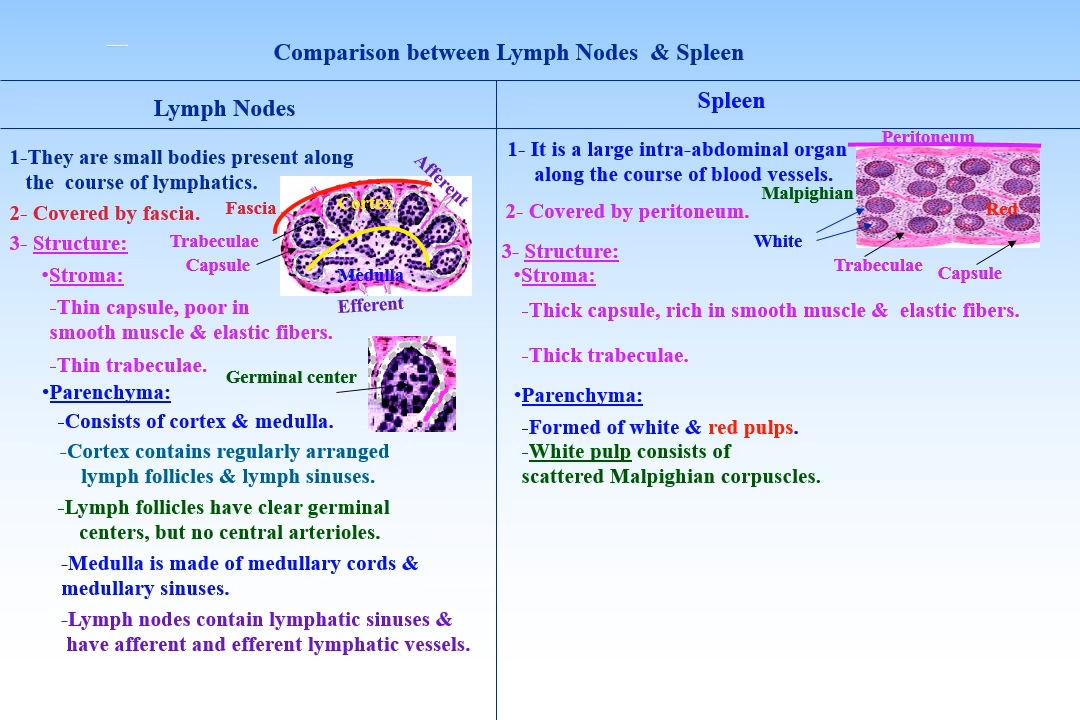 Comparison between Lymph Nodes & Spleen
Lymph Nodes
1-They are small bodies present along
the course of lymphatics.
2- Covered by fascia.
3- Structure:
•Stroma:
-Thin capsule, poor in
smooth muscle & elastic fibers.
-Thin trabeculae.
•Parenchyma:
-Consists of cortex & medulla.
-Cortex contains regularly arranged
lymph follicles & lymph sinuses.
-Lymph follicles have clear germinal
centers, but no central arterioles.
-Medulla is made of medullary cords &
medullary sinuses.
-Lymph nodes contain lymphatic sinuses &
have afferent and efferent lymphatic vessels.
Afferent
Fascia
Cortex
Trabeculae
Capsule
Medulla
Efferent
Germinal center
Spleen
1- It is a large intra-abdominal organ
along the course of blood vessels.
2- Covered by peritoneum.
3- Structure:
•Stroma:
-Thick capsule, rich in smooth muscle & elastic fibers.
-Thick trabeculae.
•Parenchyma:
-Formed of white & red pulps.
-White pulp consists of
scattered Malpighian corpuscles.
Peritoneum
Malpighian
Red
White
Trabeculae
Capsule